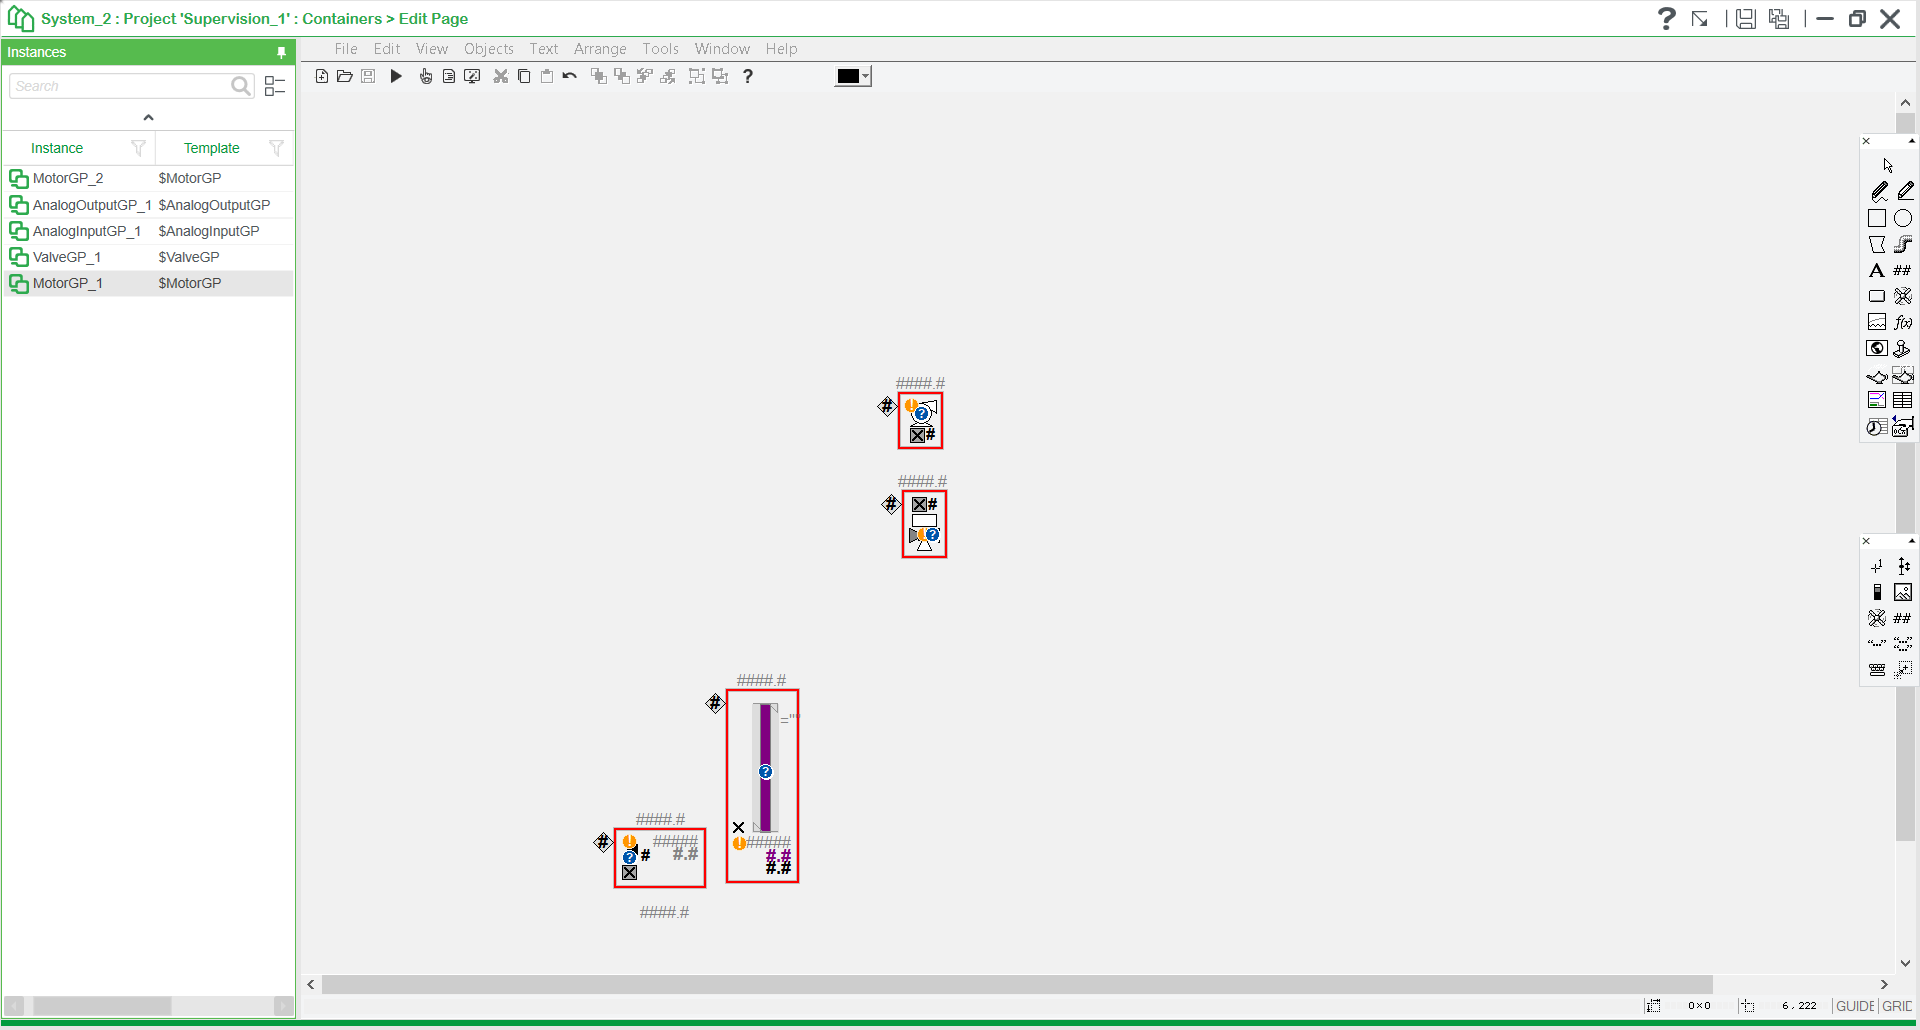 System_2 : Project 'Supervision_1' : Containers > Edit Page
Instances
File Edit View Objects Text Arrange Tools Window Help
Search
Instance Template
MotorGP_2 $MotorGP
AnalogOutputGP_1 $AnalogOutputGP
AnalogInputGP_1 $AnalogInputGP
ValveGP_1 $ValveGP
MotorGP_1 $MotorGP
A ##
f(x)
####.#
#
#
####.#
# #
##
####.#
#
=""
####.#
#
#####
# #.#
#####
#.#
#.#
####.#
0×0 6 , 222 GUIDE GRID